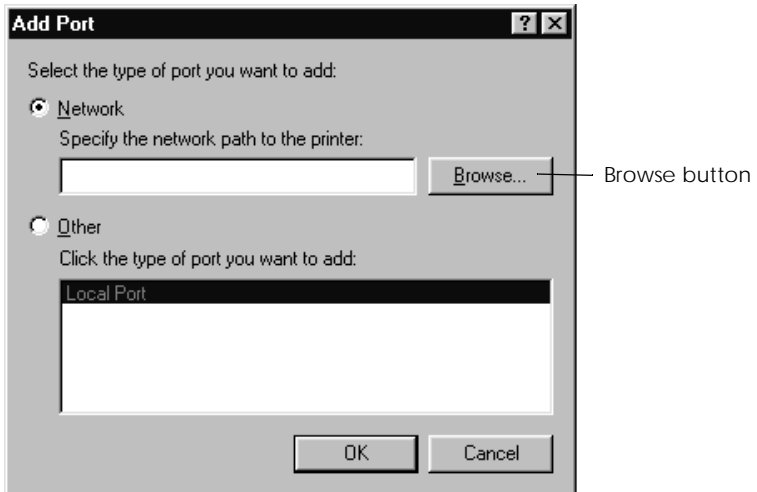 Add Port
Select the type of port you want to add:
Network
Specify the network path to the printer:
Browse...
Browse button
Other
Click the type of port you want to add:
Local Port
OK
Cancel